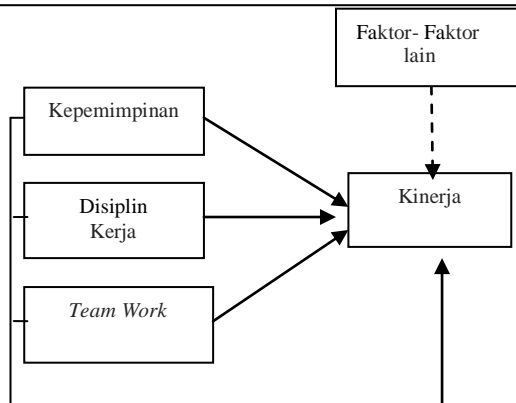 Faktor- Faktor
lain
Kepemimpinan
Disiplin
Kerja
Kinerja
Team Work